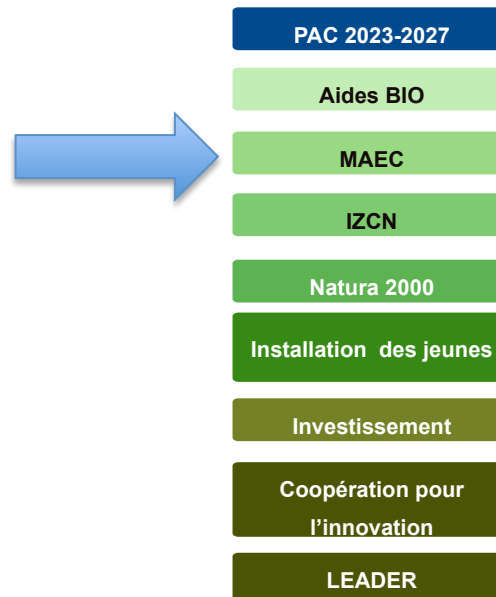 PAC 2023-2027
Aides BIO
MAEC
IZCN
Natura 2000
Installation des jeunes
Investissement
Coopération pour
l’innovation
LEADER